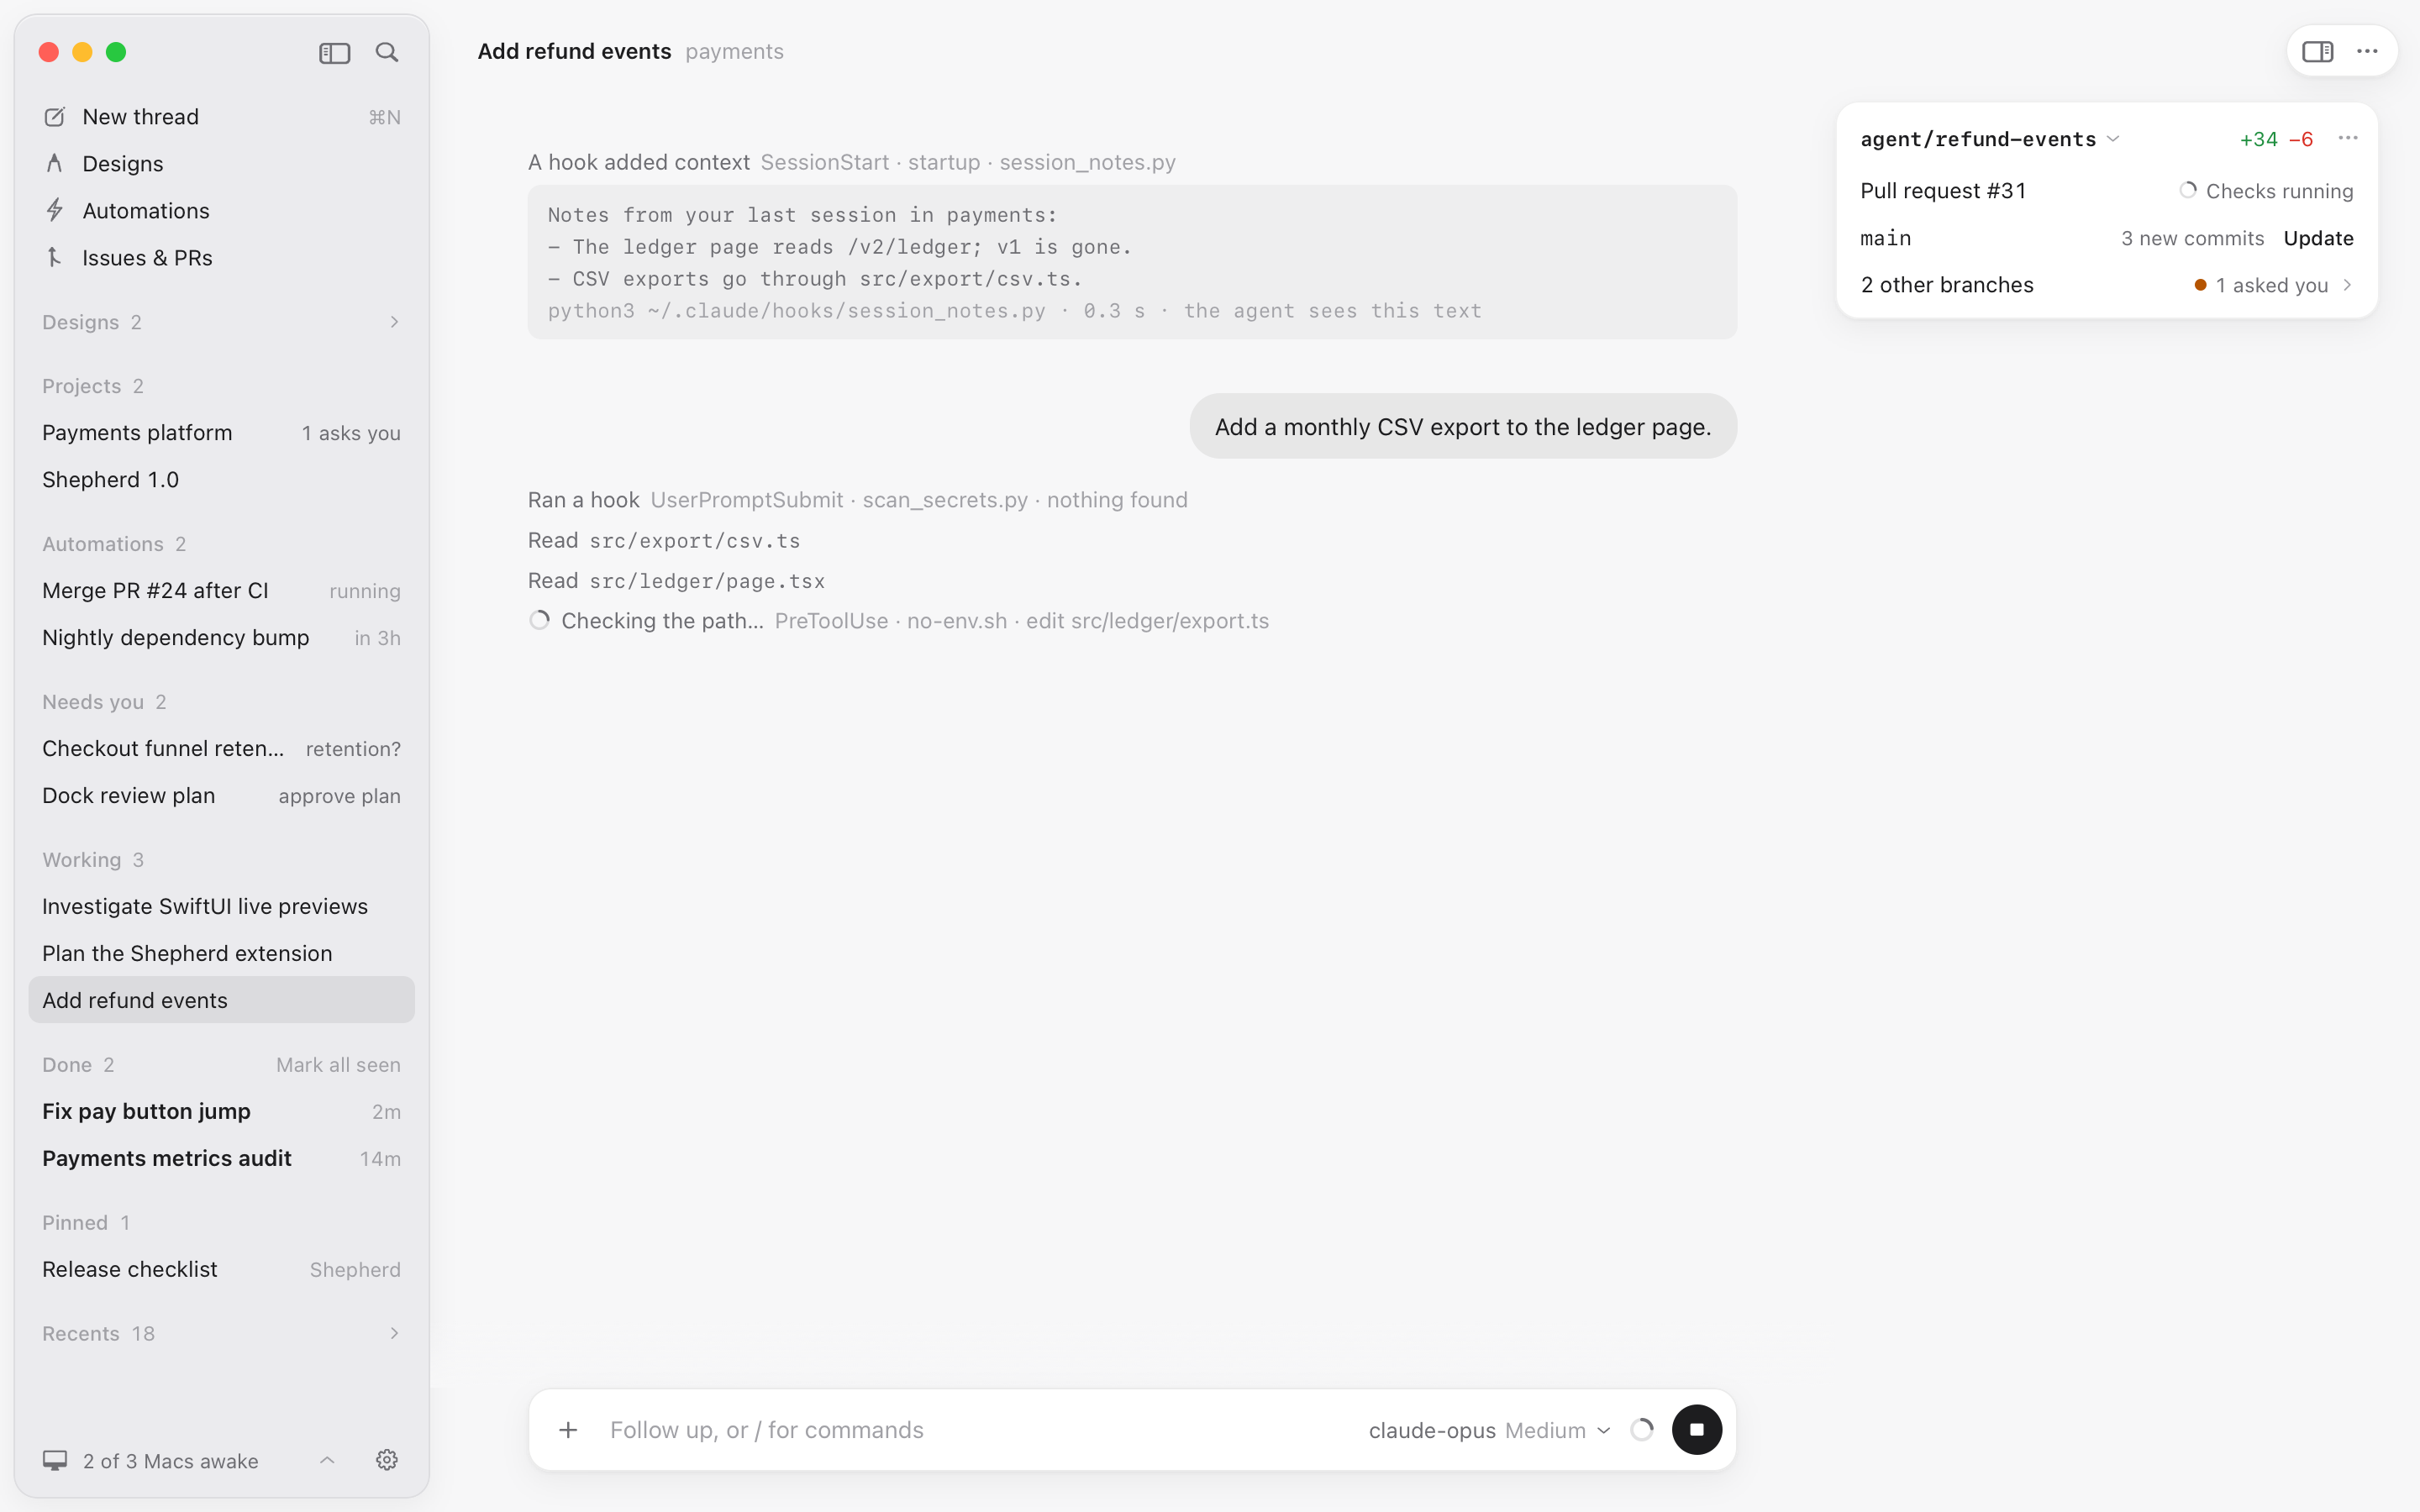 New thread ⌘N
Designs
Automations
Issues & PRs
Designs 2
Projects 2
Payments platform 1 asks you
Shepherd 1.0
Automations 2
Merge PR #24 after CI running
Nightly dependency bump in 3h
Needs you 2
Checkout funnel reten... retention?
Dock review plan approve plan
Working 3
Investigate SwiftUI live previews
Plan the Shepherd extension
Add refund events
Done 2 Mark all seen
Fix pay button jump 2m
Payments metrics audit 14m
Pinned 1
Release checklist Shepherd
Recents 18
2 of 3 Macs awake
Add refund events payments
A hook added context SessionStart · startup · session_notes.py
Notes from your last session in payments:
– The ledger page reads /v2/ledger; v1 is gone.
– CSV exports go through src/export/csv.ts.
python3 ~/.claude/hooks/session_notes.py · 0.3 s · the agent sees this text
Add a monthly CSV export to the ledger page.
Ran a hook UserPromptSubmit · scan_secrets.py · nothing found
Read src/export/csv.ts
Read src/ledger/page.tsx
Checking the path... PreToolUse · no-env.sh · edit src/ledger/export.ts
Follow up, or / for commands claude-opus Medium
agent/refund-events +34 −6
Pull request #31 Checks running
main 3 new commits Update
2 other branches 1 asked you